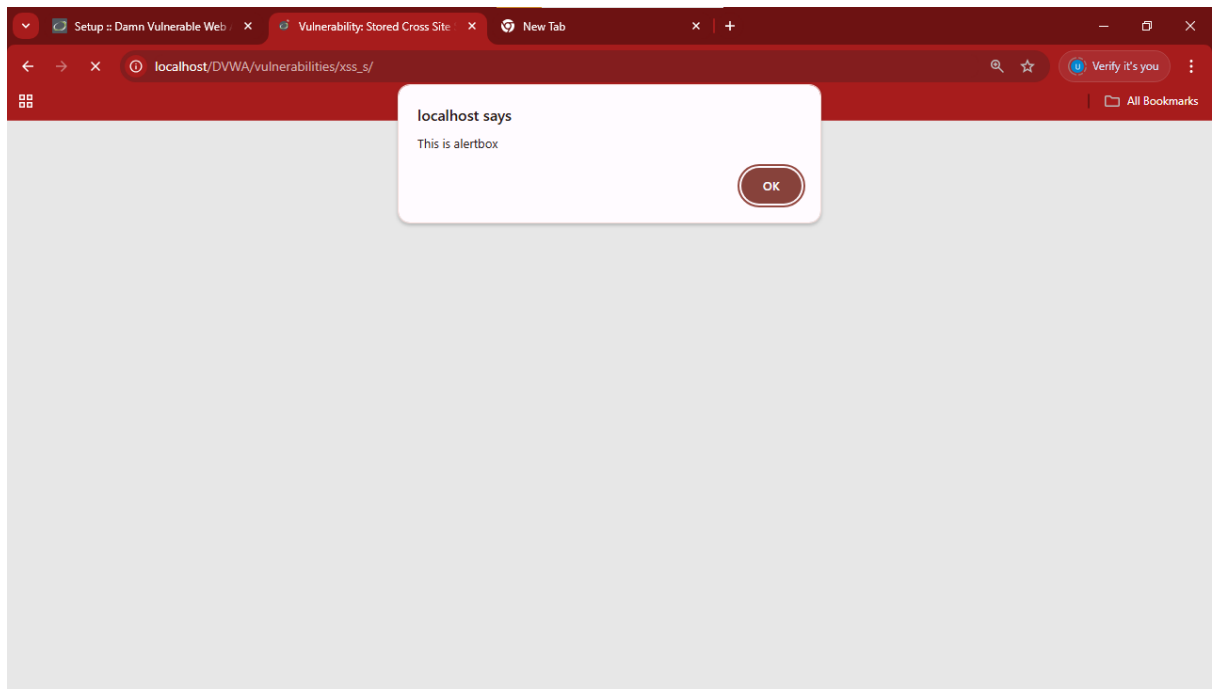 Setup :: Damn Vulnerable Web
Vulnerability: Stored Cross Site
New Tab
localhost/DVWA/vulnerabilities/xss_s/
Verify it's you
All Bookmarks
localhost says
This is alertbox
OK